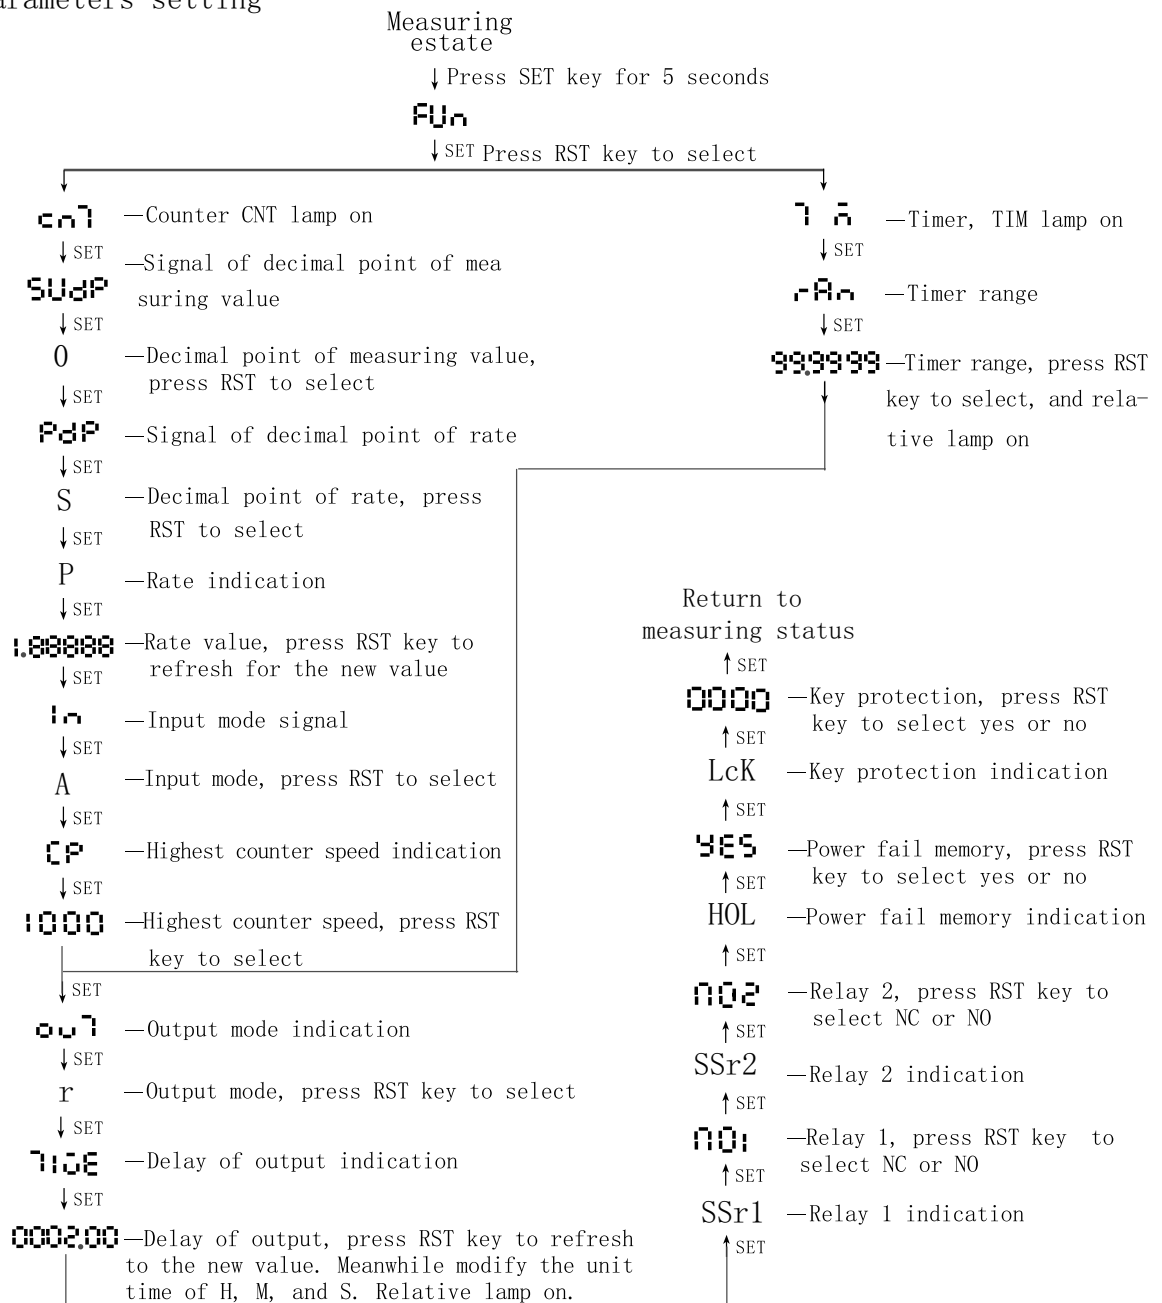 arameters setting
Measuring
estate
Press SET key for 5 seconds
FUn
SET Press RST key to select
cnT —Counter CNT lamp on
SET
SUdP —Signal of decimal point of mea
suring value
SET
0 —Decimal point of measuring value,
press RST to select
SET
PdP —Signal of decimal point of rate
SET
S —Decimal point of rate, press
RST to select
SET
P —Rate indication
SET
1.88888 —Rate value, press RST key to
refresh for the new value
SET
In —Input mode signal
SET
A —Input mode, press RST to select
SET
CP —Highest counter speed indication
SET
1000 —Highest counter speed, press RST
key to select
SET
ouT —Output mode indication
SET
r —Output mode, press RST key to select
SET
—Delay of output indication
SET
0002.00 —Delay of output, press RST key to refresh
to the new value. Meanwhile modify the unit
time of H, M, and S. Relative lamp on.
—Timer, TIM lamp on
SET
rAn —Timer range
SET
99.9999 —Timer range, press RST
key to select, and rela-
tive lamp on
Return to
measuring status
SET
0000 —Key protection, press RST
key to select yes or no
SET
LcK —Key protection indication
SET
YES —Power fail memory, press RST
key to select yes or no
SET
HOL —Power fail memory indication
SET
NO2 —Relay 2, press RST key to
select NC or NO
SET
SSr2 —Relay 2 indication
SET
NO1 —Relay 1, press RST key to
select NC or NO
SET
SSr1 —Relay 1 indication
SET